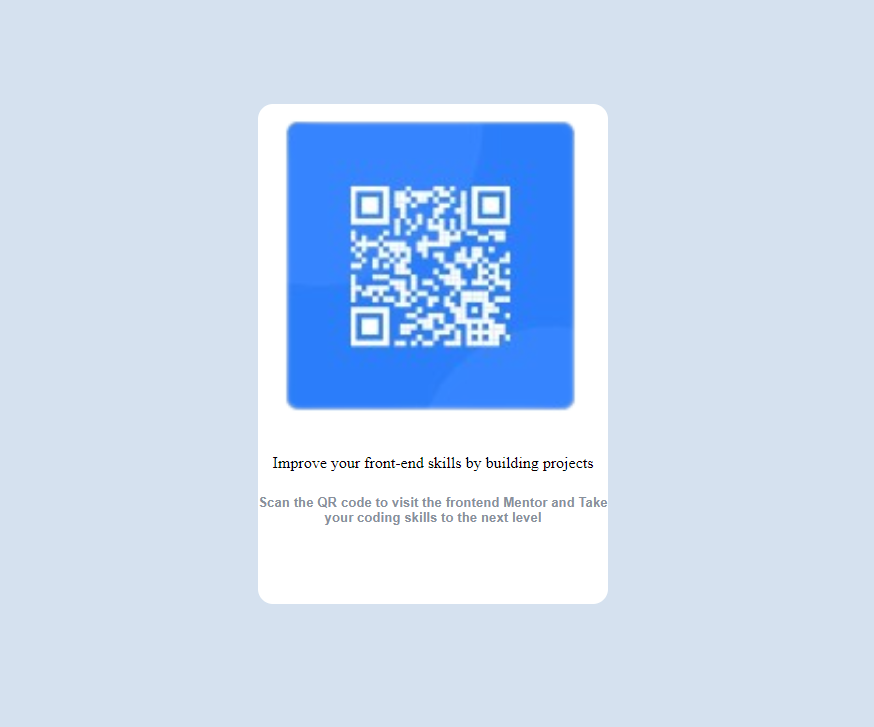 Improve your front-end skills by building projects
Scan the QR code to visit the frontend Mentor and Take
your coding skills to the next level